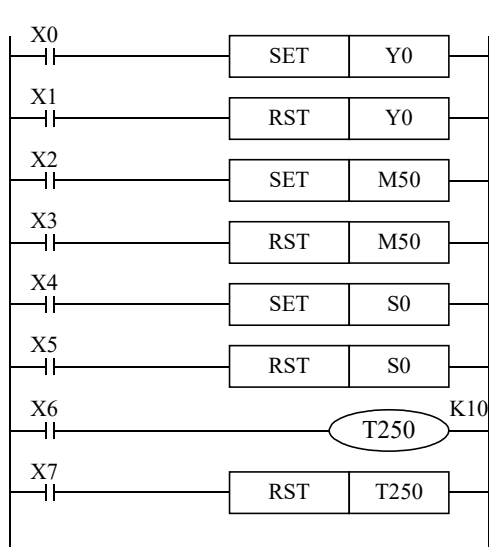 X0
SET Y0
X1
RST Y0
X2
SET M50
X3
RST M50
X4
SET S0
X5
RST S0
X6
T250 K10
X7
RST T250